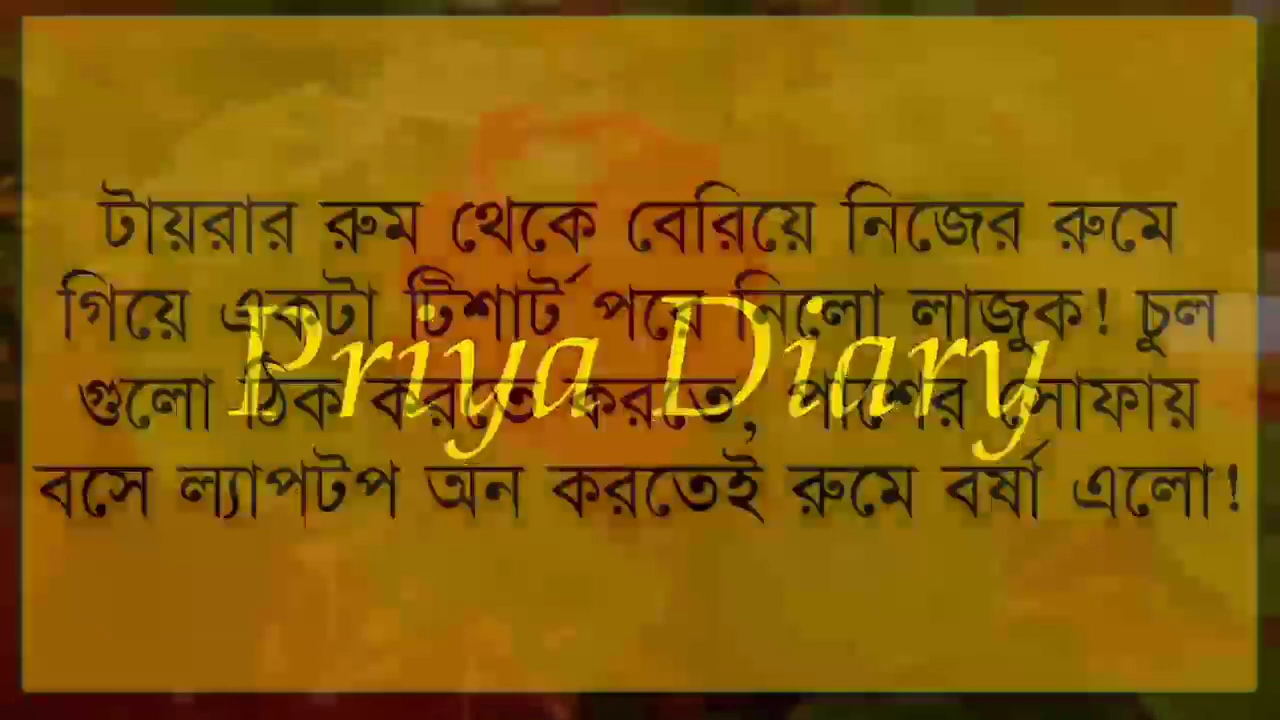 টায়রার রুম থেকে বেরিয়ে নিজের রুমে
গিয়ে একটা টিশার্ট পরে নিলো লাজুক! চুল
গুলো ঠিক করতে করতে, পাশের সোফায়
বসে ল্যাপটপ অন করতেই রুমে বর্ষা এলো!
Priya Diary